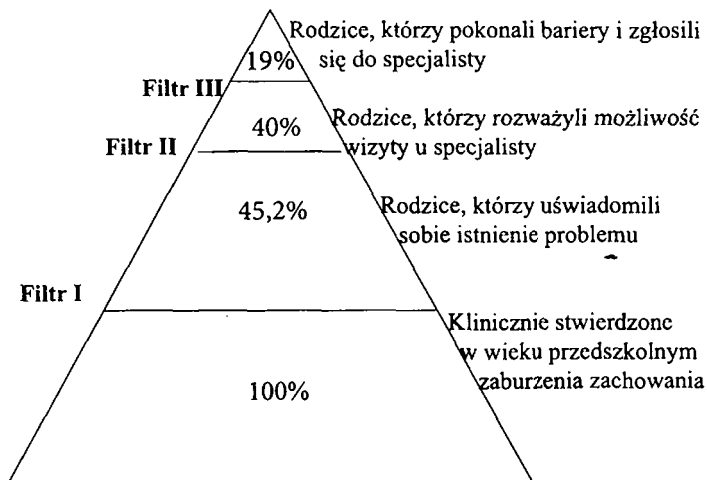 Rodzice, którzy pokonali bariery i zgłosili
19% się do specjalisty
Filtr III
Rodzice, którzy rozważyli możliwość
40%
Filtr II wizyty u specjalisty
45,2% Rodzice, którzy uświadomili
sobie istnienie problemu
Filtr I
Klinicznie stwierdzone
w wieku przedszkolnym
zaburzenia zachowania
100%